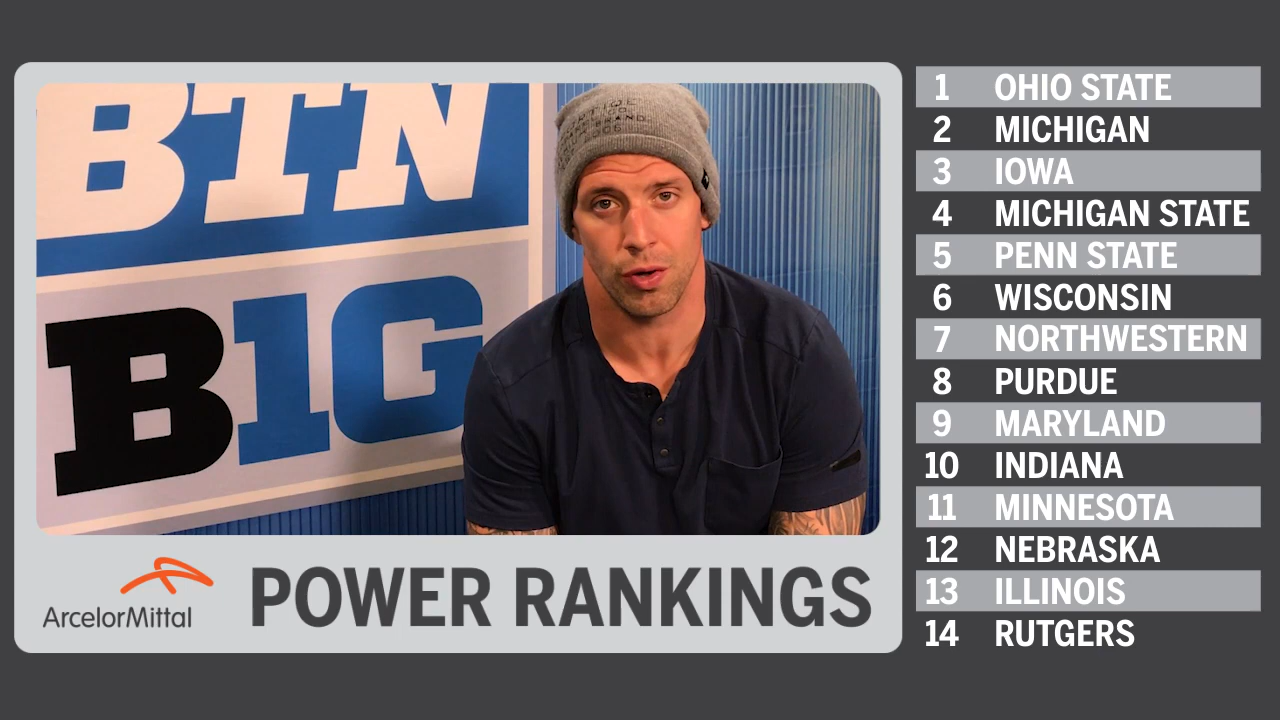 BTN
B1G
ArcelorMittal
POWER RANKINGS
1 OHIO STATE
2 MICHIGAN
3 IOWA
4 MICHIGAN STATE
5 PENN STATE
6 WISCONSIN
7 NORTHWESTERN
8 PURDUE
9 MARYLAND
10 INDIANA
11 MINNESOTA
12 NEBRASKA
13 ILLINOIS
14 RUTGERS